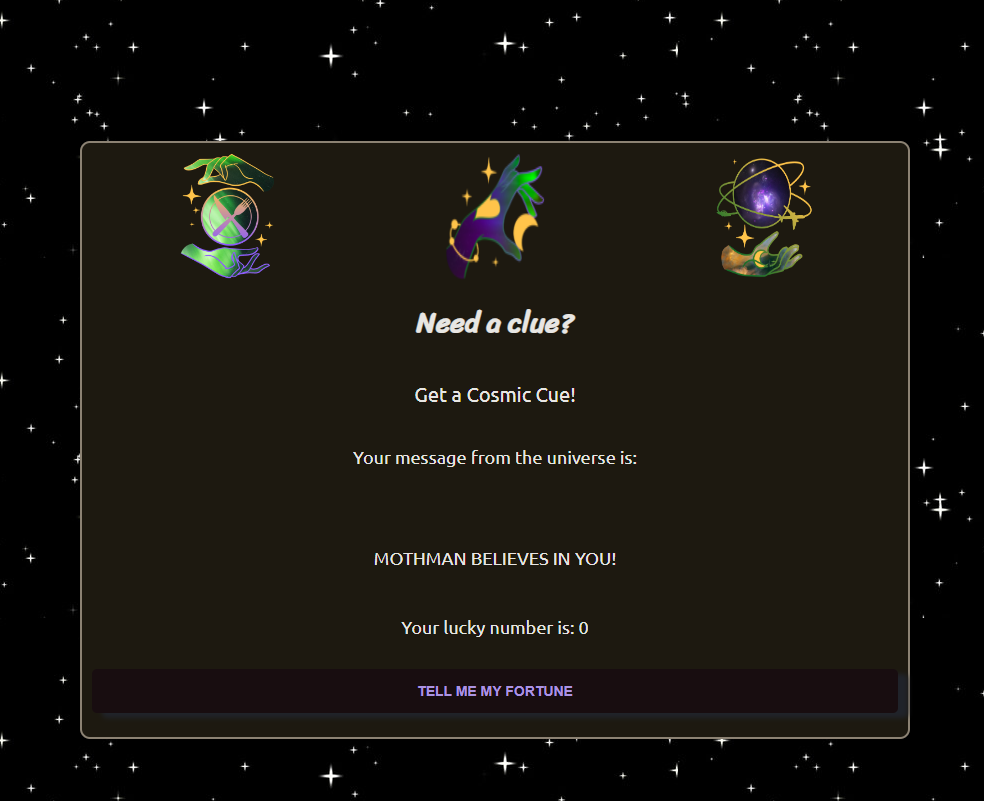 Need a clue?
Get a Cosmic Cue!
Your message from the universe is:
MOTHMAN BELIEVES IN YOU!
Your lucky number is: 0
TELL ME MY FORTUNE